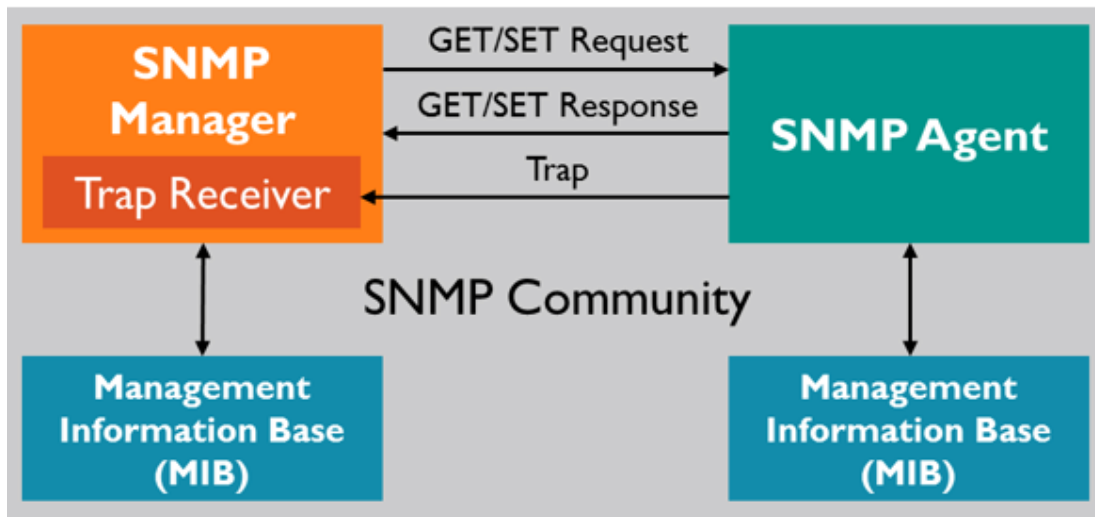 SNMP
Manager
Trap Receiver
GET/SET Request
GET/SET Response
Trap
SNMP Agent
SNMP Community
Management
Information Base
(MIB)
Management
Information Base
(MIB)